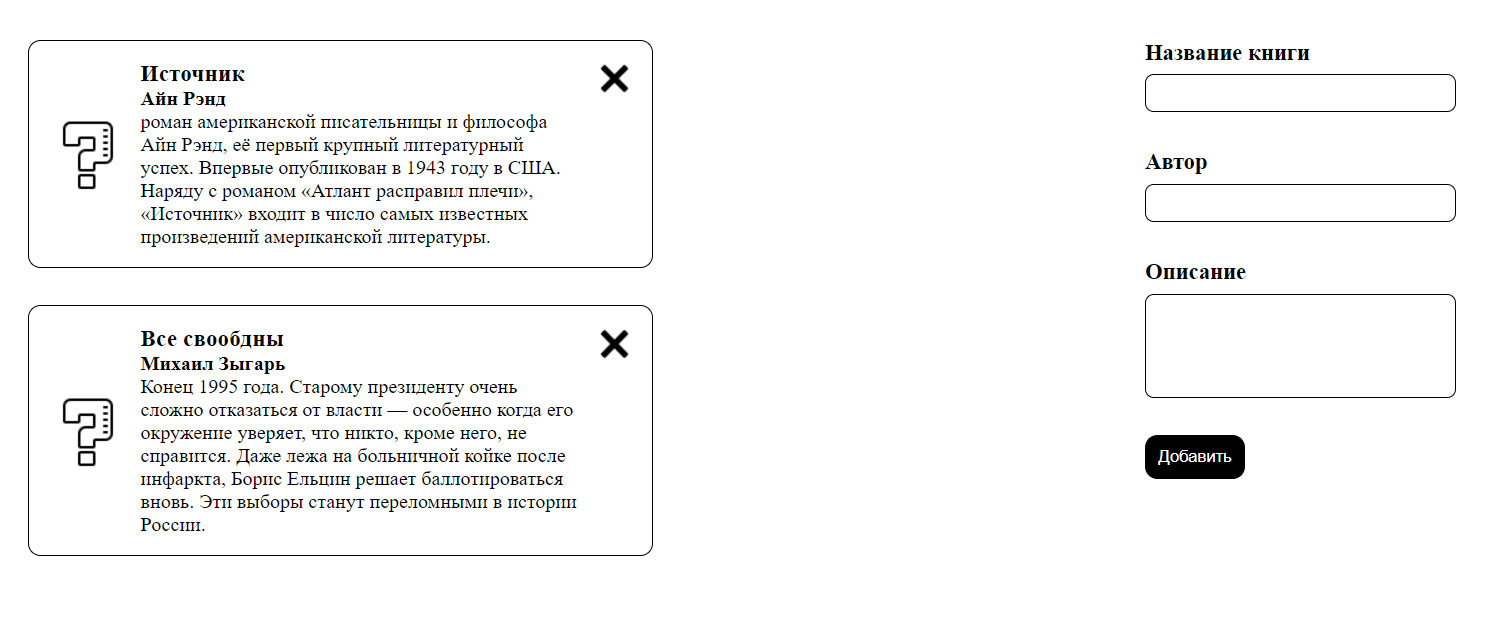 Источник
Айн Рэнд
роман американской писательницы и философа
Айн Рэнд, её первый крупный литературный
успех. Впервые опубликован в 1943 году в США.
Наряду с романом «Атлант расправил плечи»,
«Источник» входит в число самых известных
произведений американской литературы.
Все свообдны
Михаил Зыгарь
Конец 1995 года. Старому президенту очень
сложно отказаться от власти — особенно когда его
окружение уверяет, что никто, кроме него, не
справится. Даже лежа на больничной койке после
инфаркта, Борис Ельцин решает баллотироваться
вновь. Эти выборы станут переломными в истории
России.
Название книги
Автор
Описание
Добавить